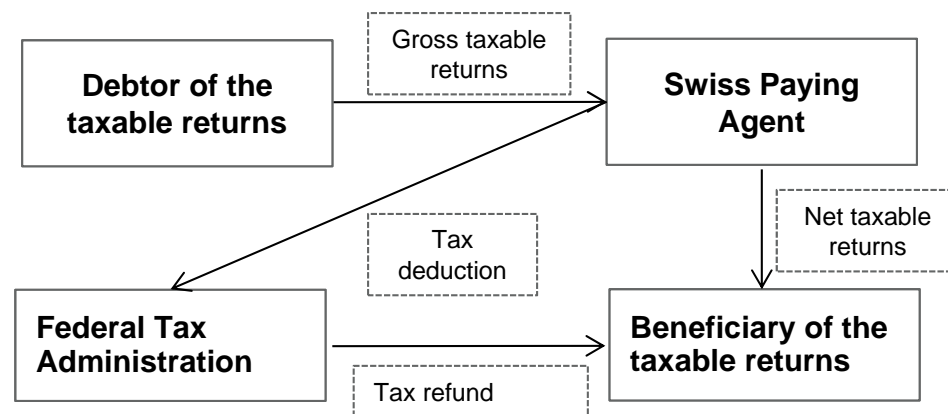 Gross taxable
returns
Debtor of the
taxable returns
Swiss Paying
Agent
Tax
deduction
Net taxable
returns
Federal Tax
Administration
Beneficiary of the
taxable returns
Tax refund